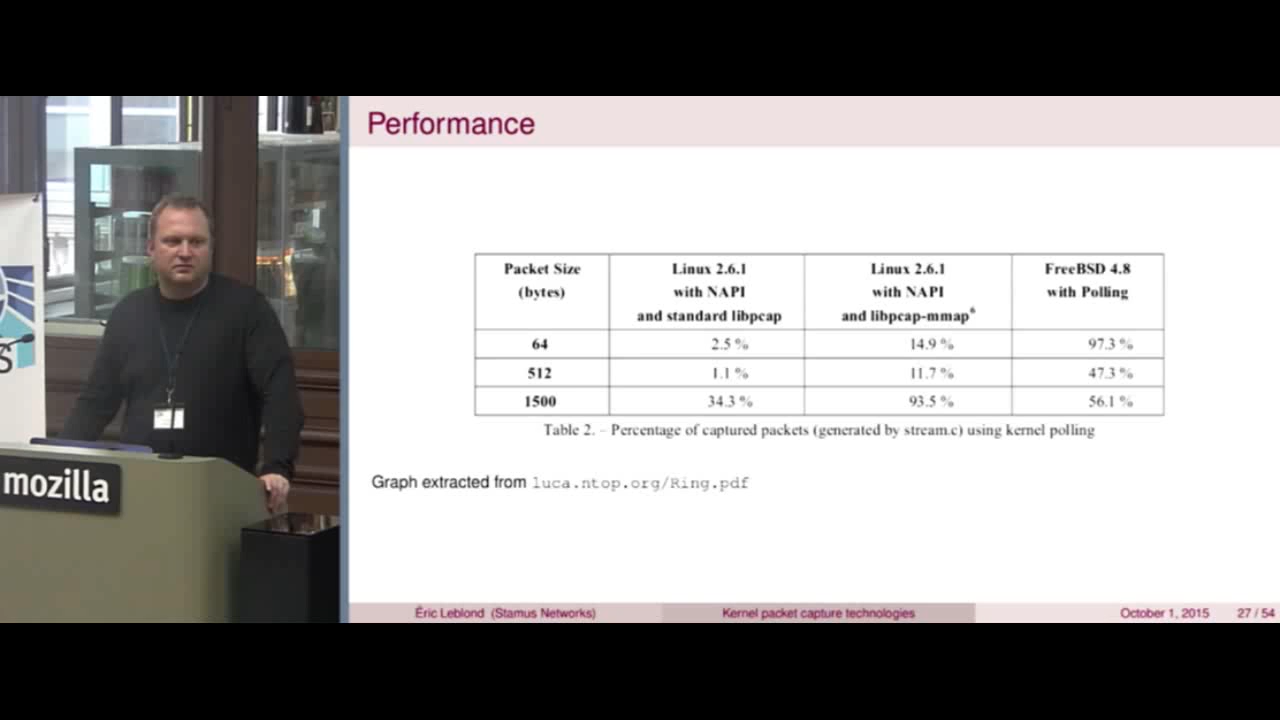 Performance
Packet Size (bytes) | Linux 2.6.1 with NAPI and standard libpcap | Linux 2.6.1 with NAPI and libpcap-mmap⁶ | FreeBSD 4.8 with Polling
64 | 2.5 % | 14.9 % | 97.3 %
512 | 1.1 % | 11.7 % | 47.3 %
1500 | 34.3 % | 93.5 % | 56.1 %
Table 2. – Percentage of captured packets (generated by stream.c) using kernel polling
Graph extracted from luca.ntop.org/Ring.pdf
Éric Leblond (Stamus Networks) Kernel packet capture technologies October 1, 2015 27 / 54
mozilla